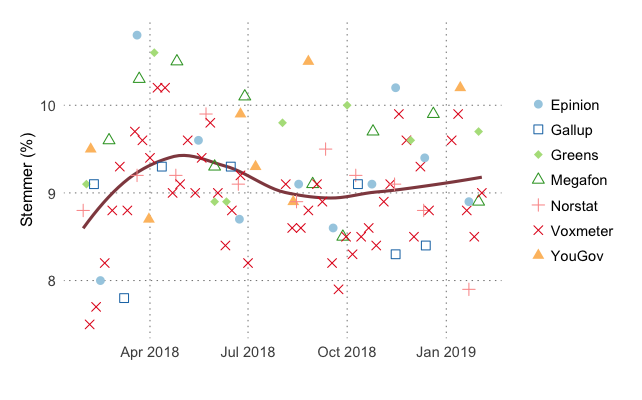 Stemmer (%)
10
9
8
Apr 2018
Jul 2018
Oct 2018
Jan 2019
Epinion
Gallup
Greens
Megafon
Norstat
Voxmeter
YouGov